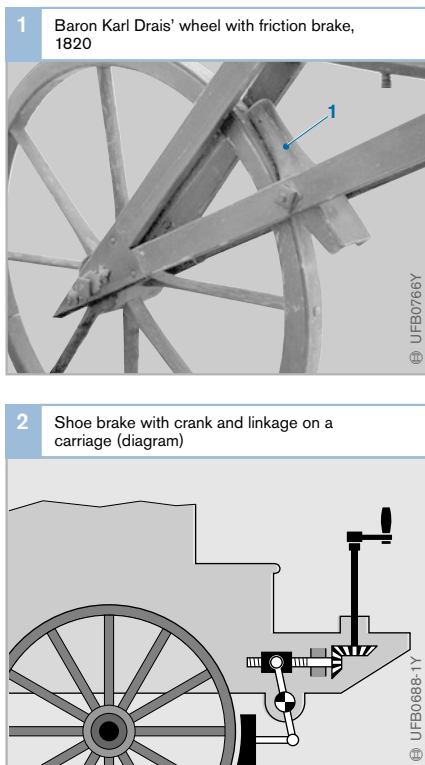 1
Baron Karl Drais’ wheel with friction brake,
1820
1
UFB0766Y
2
Shoe brake with crank and linkage on a
carriage (diagram)
UFB0688-1Y